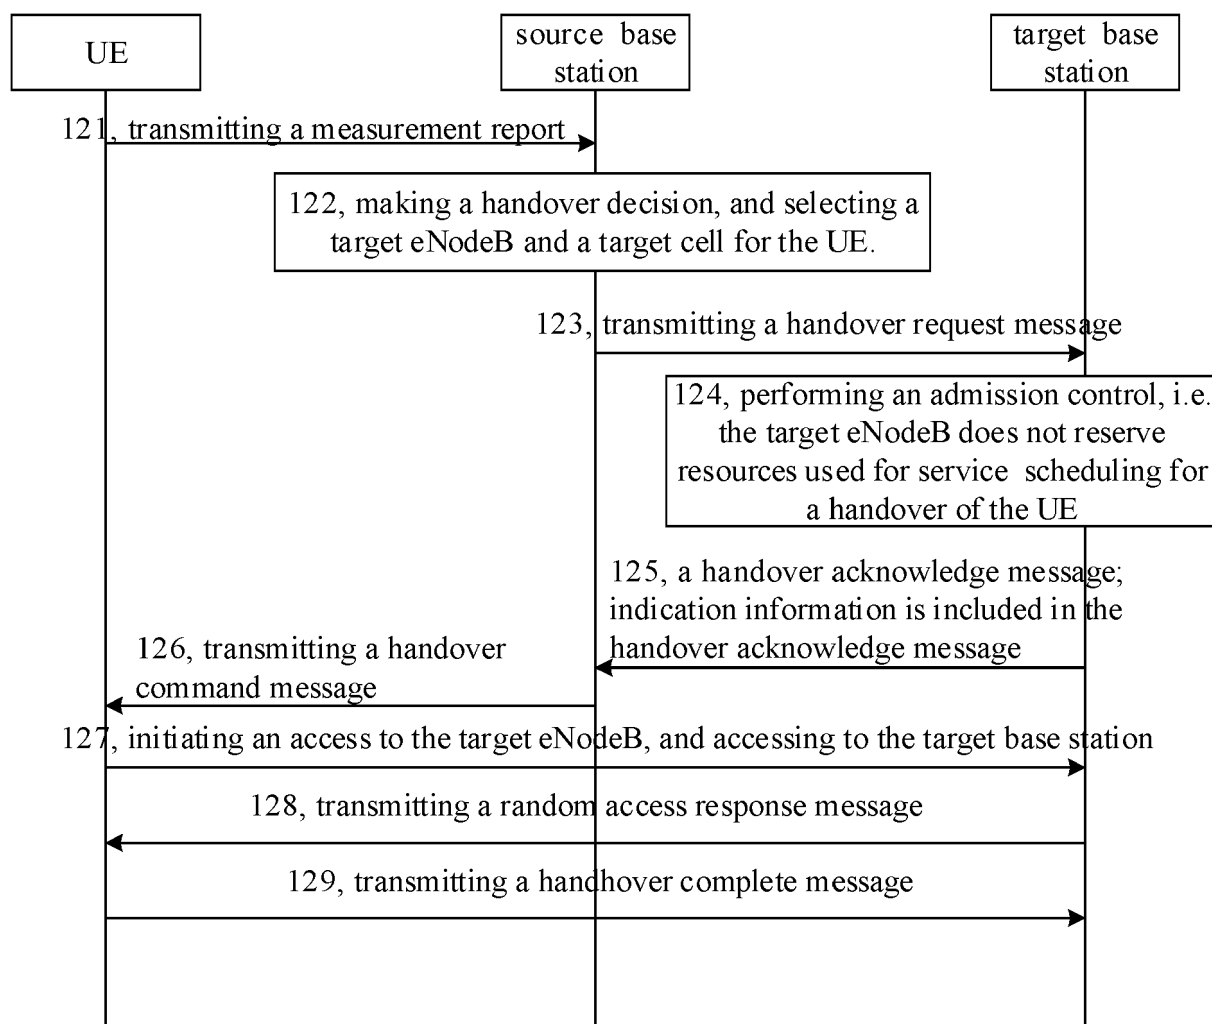 UE
source base
station
target base
station
121, transmitting a measurement report
122, making a handover decision, and selecting a
target eNodeB and a target cell for the UE.
123, transmitting a handover request message
124, performing an admission control, i.e.
the target eNodeB does not reserve
resources used for service scheduling for
a handover of the UE
125, a handover acknowledge message;
indication information is included in the
handover acknowledge message
126, transmitting a handover
command message
127, initiating an access to the target eNodeB, and accessing to the target base station
128, transmitting a random access response message
129, transmitting a handhover complete message